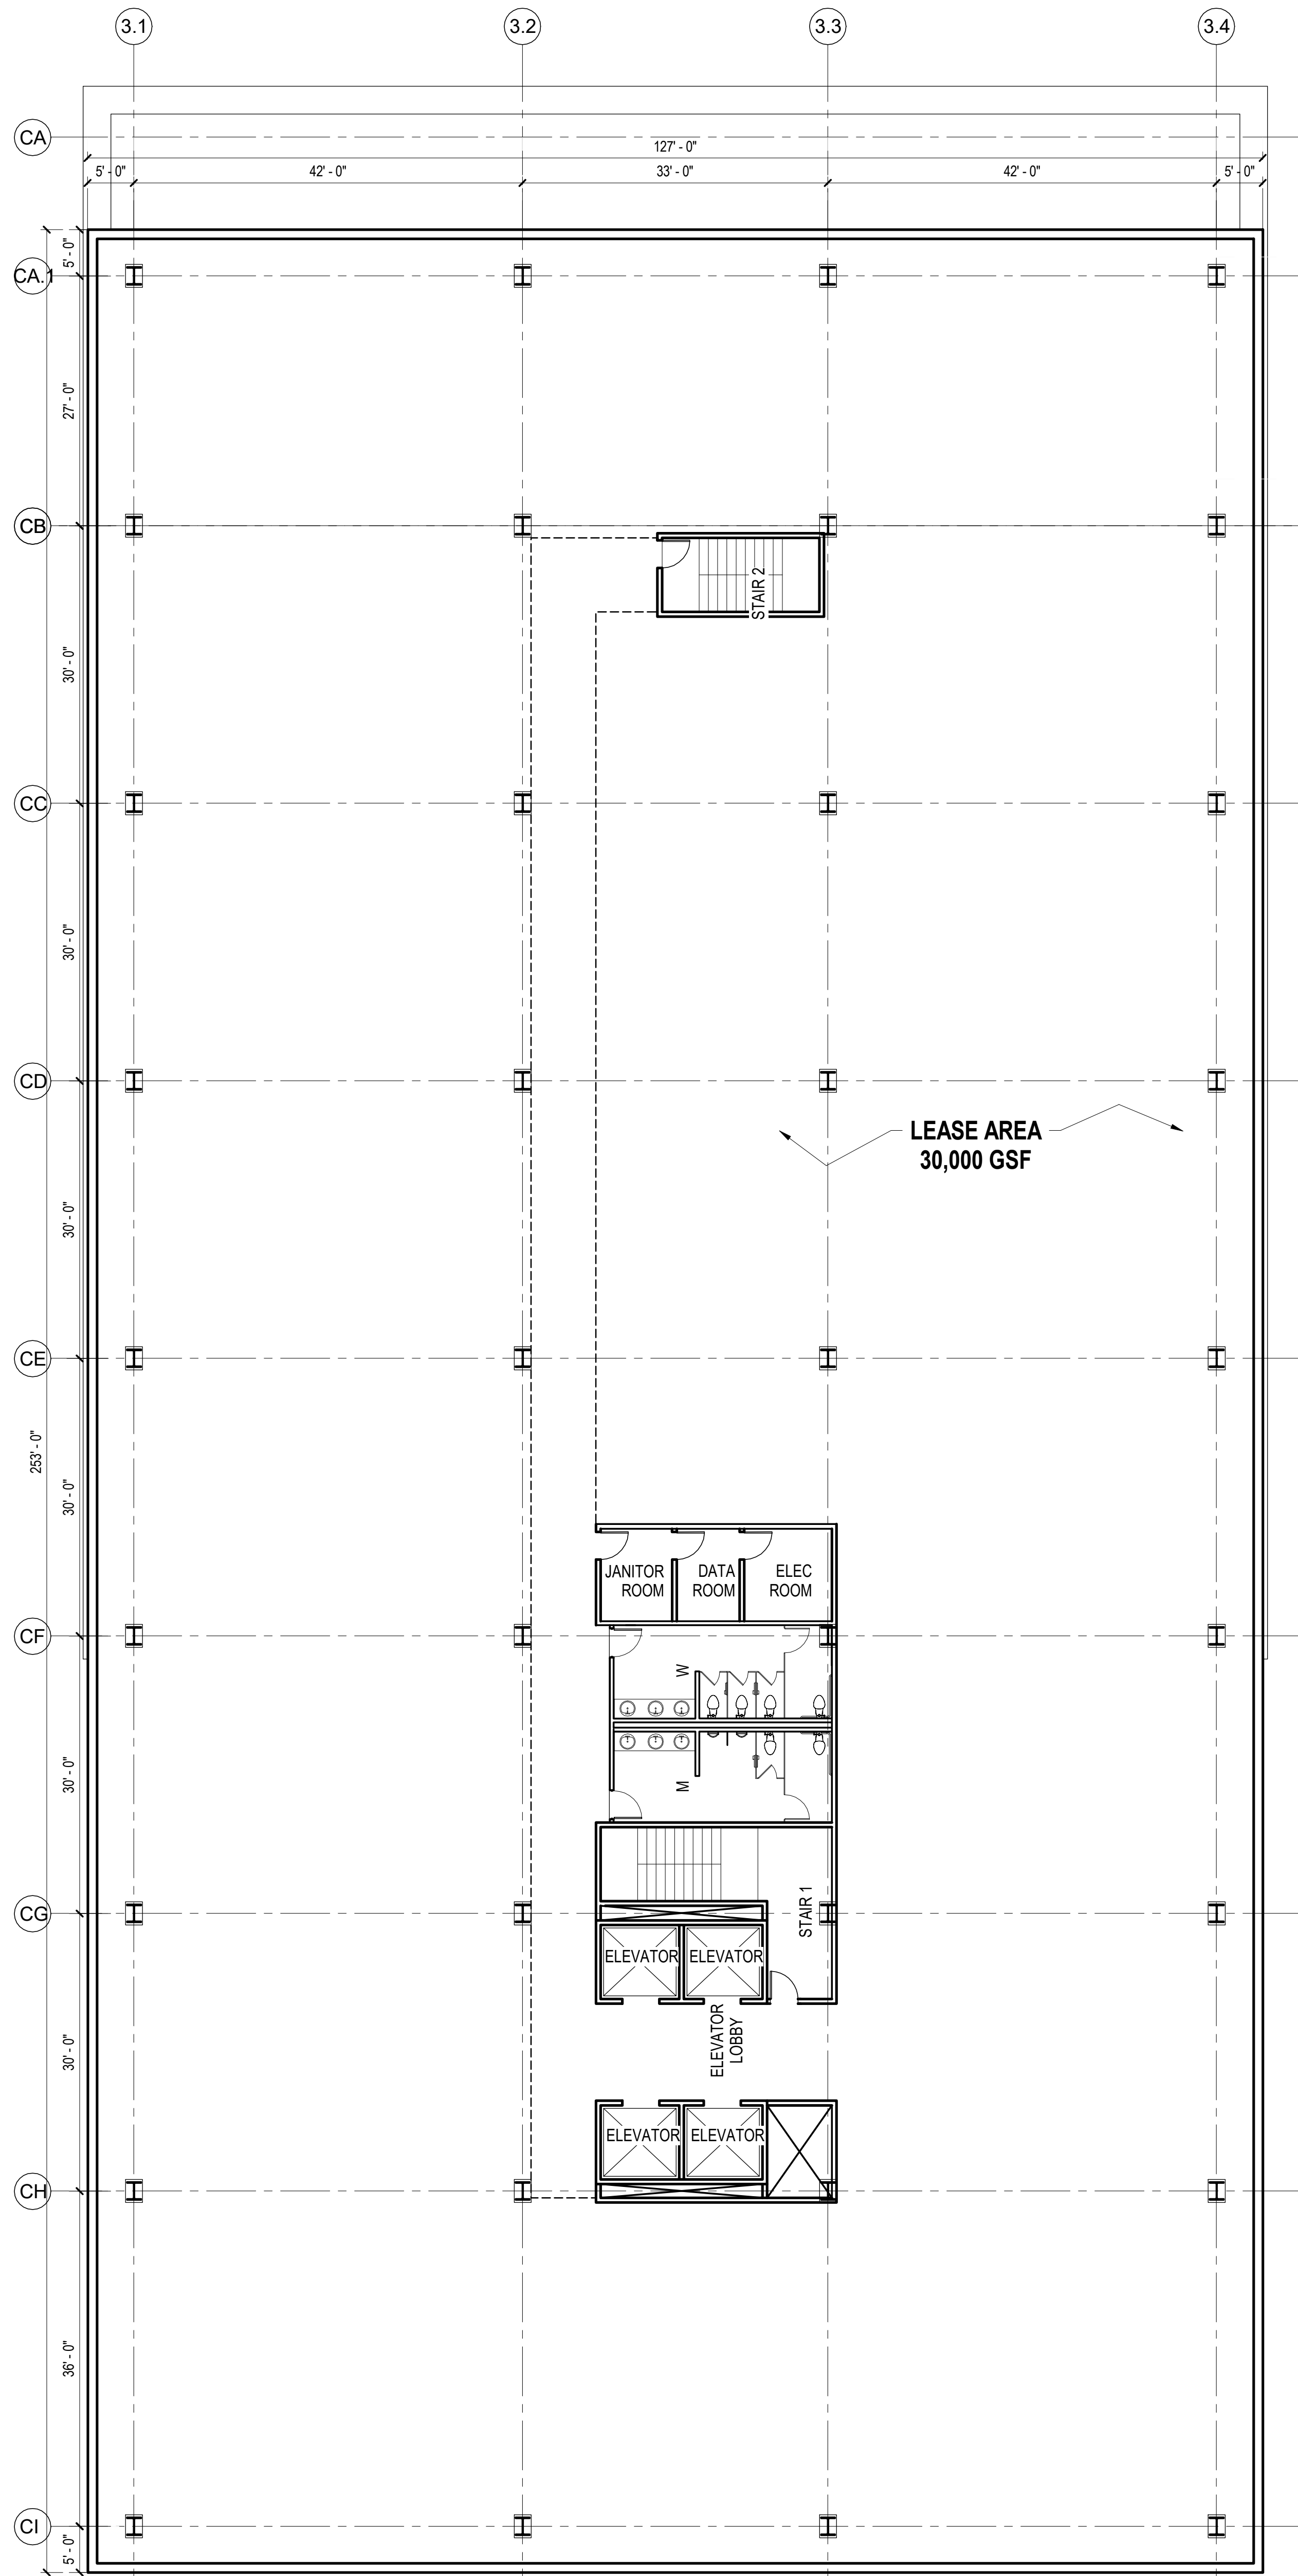 3.1
3.2
3.3
3.4
CA
127' - 0"
5' - 0"
42' - 0"
33' - 0"
42' - 0"
5' - 0"
5' - 0"
CA.1
27' - 0"
CB
STAIR 2
30' - 0"
CC
30' - 0"
CD
LEASE AREA
30,000 GSF
30' - 0"
CE
253' - 0"
30' - 0"
JANITOR
ROOM
DATA
ROOM
ELEC
ROOM
CF
W
30' - 0"
M
STAIR 1
CG
ELEVATOR
ELEVATOR
30' - 0"
ELEVATOR
LOBBY
ELEVATOR
ELEVATOR
CH
36' - 0"
CI
5' - 0"